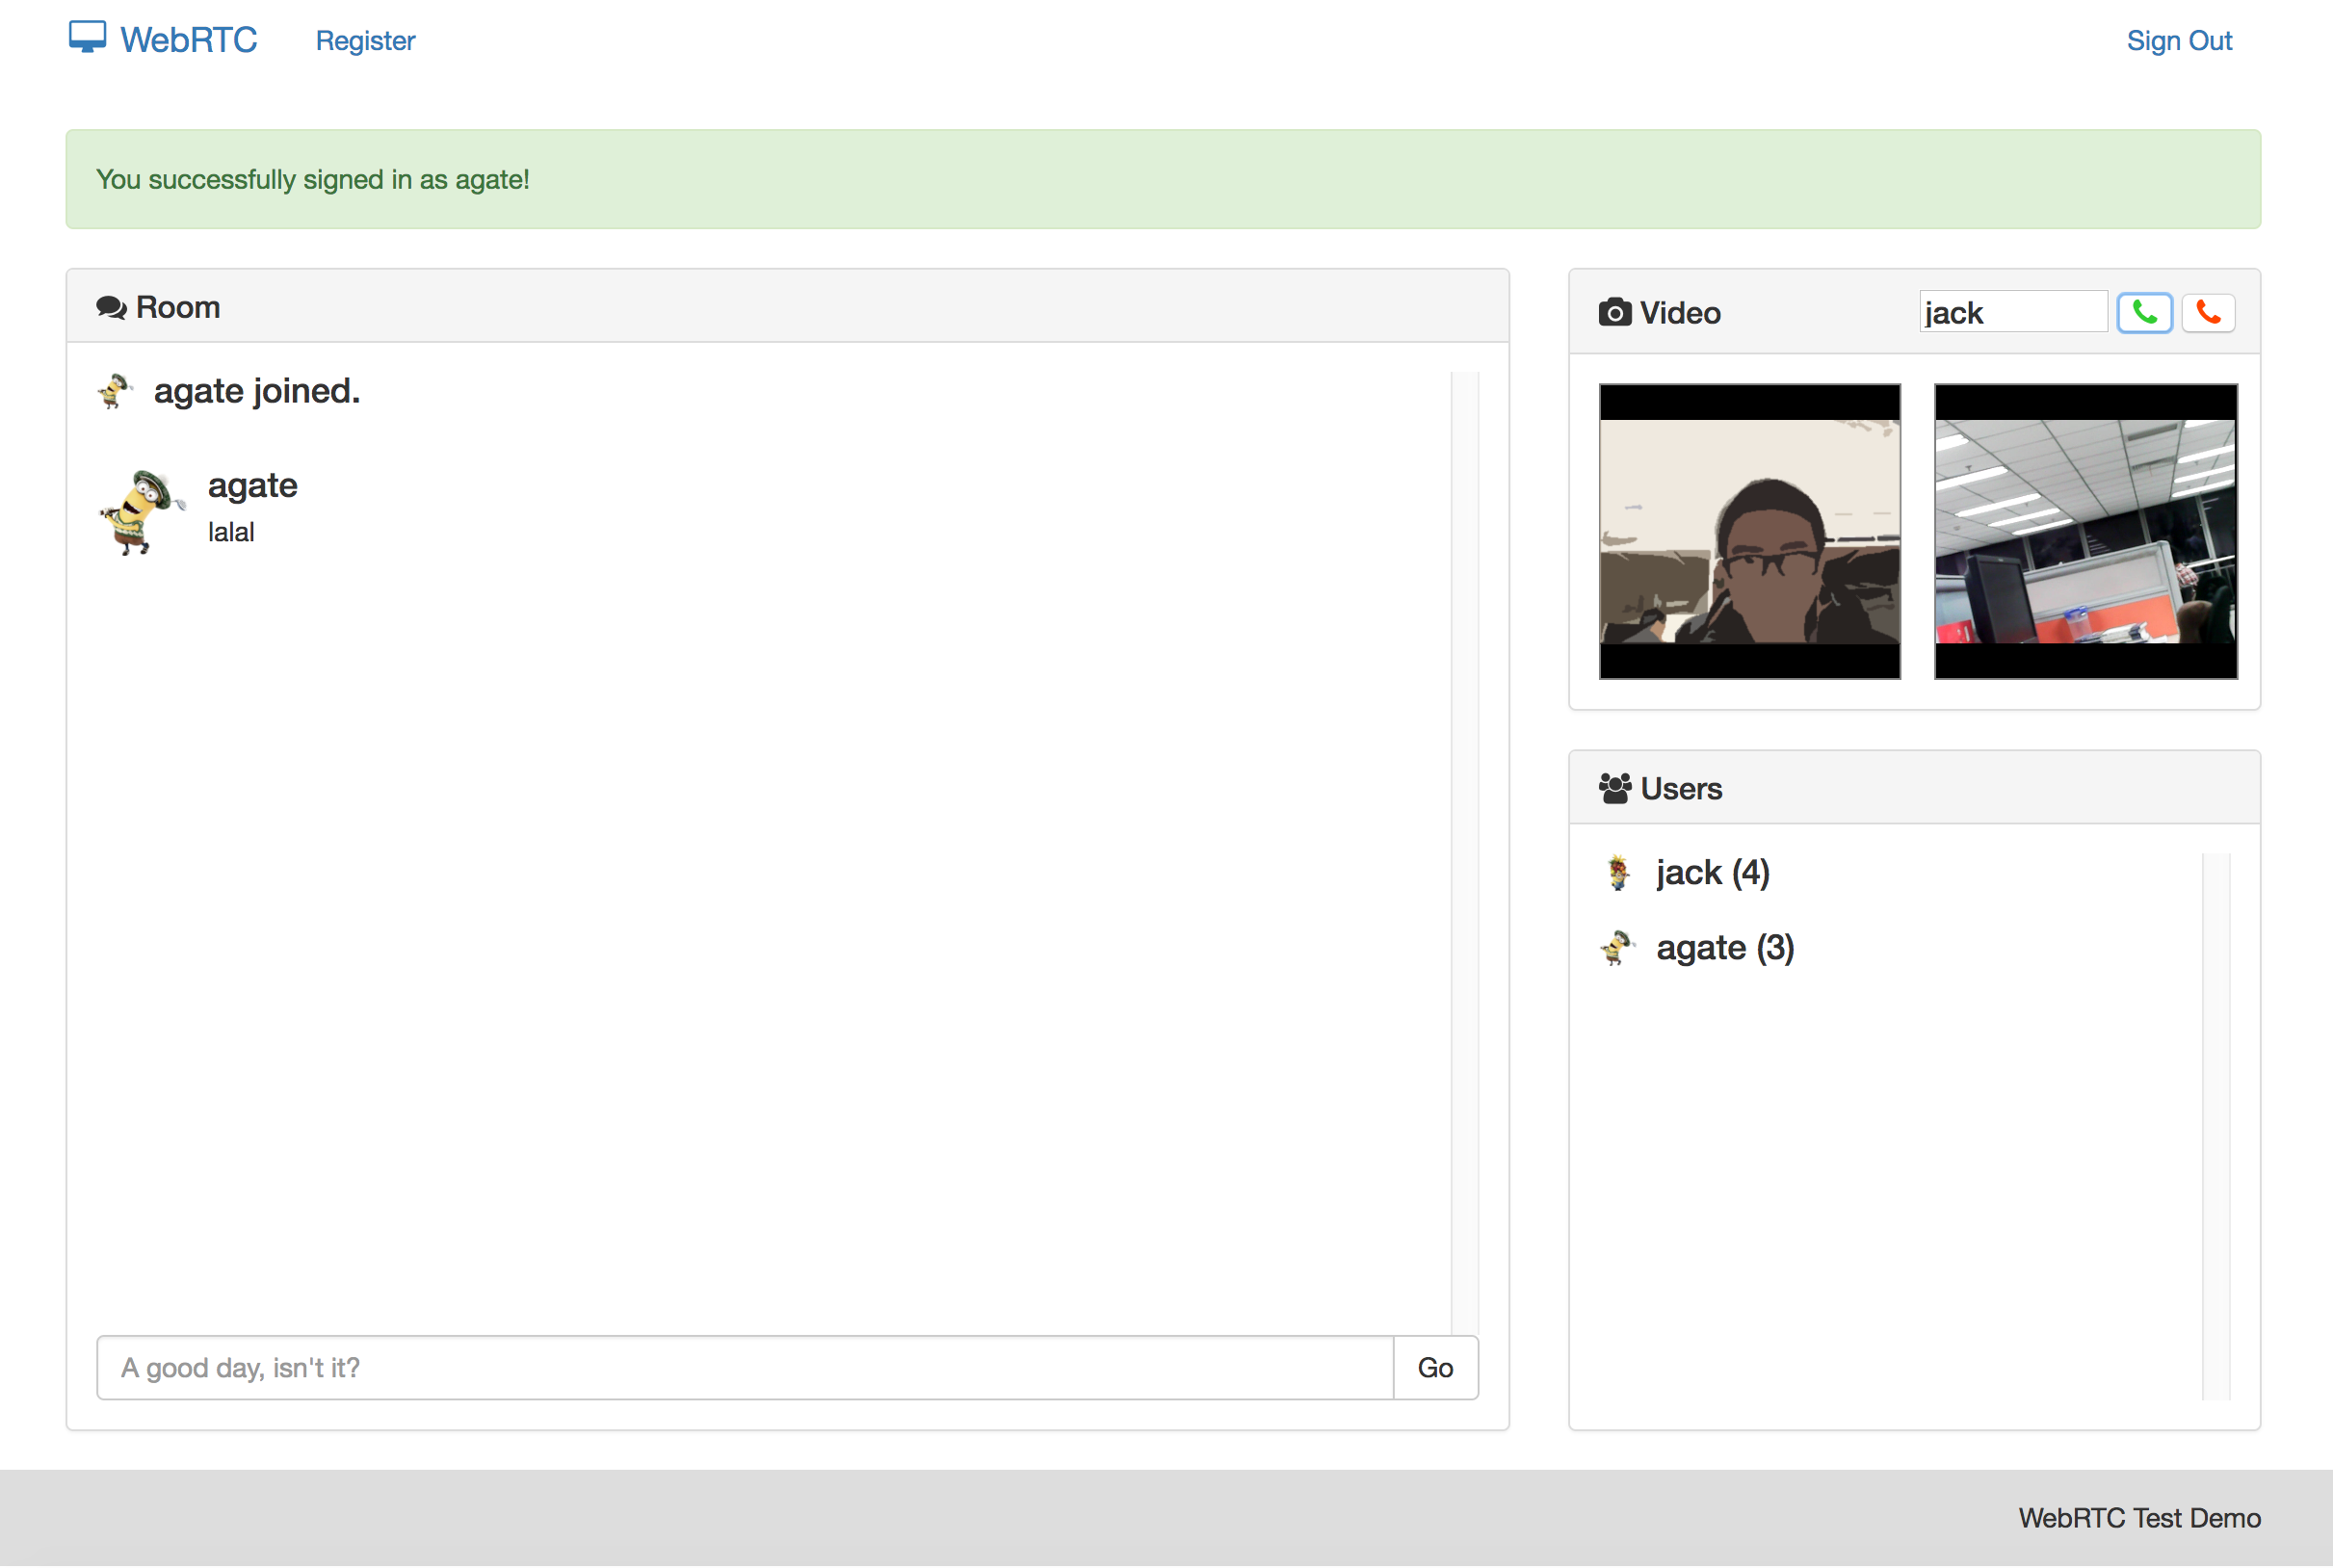 WebRTC
Register
Sign Out
You successfully signed in as agate!
Room
agate joined.
agate
lalal
A good day, isn't it?
Go
Video
jack
Users
jack (4)
agate (3)
WebRTC Test Demo